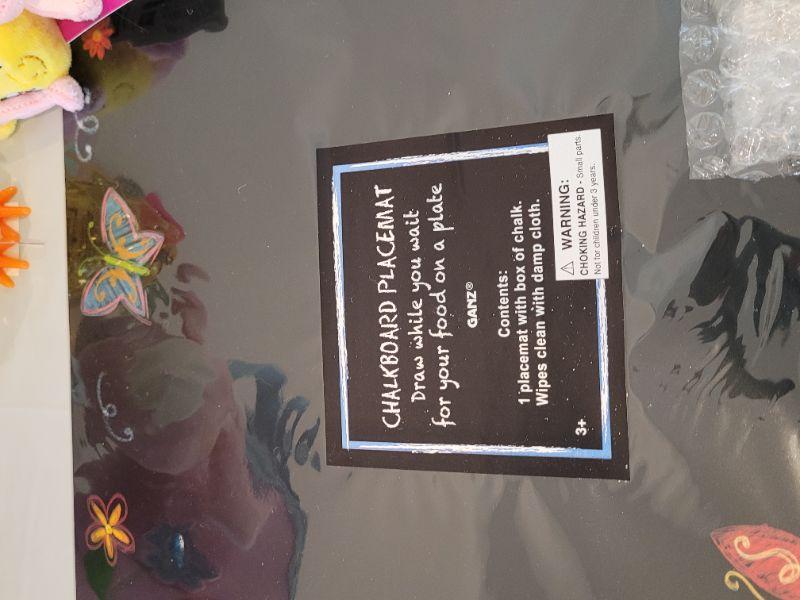 CHALKBOARD PLACEMAT
Draw while you wait
for your food on a plate
GANZ®
Contents:
1 placemat with box of chalk.
Wipes clean with damp cloth.
3+
⚠ WARNING:
CHOKING HAZARD - Small parts.
Not for children under 3 years.